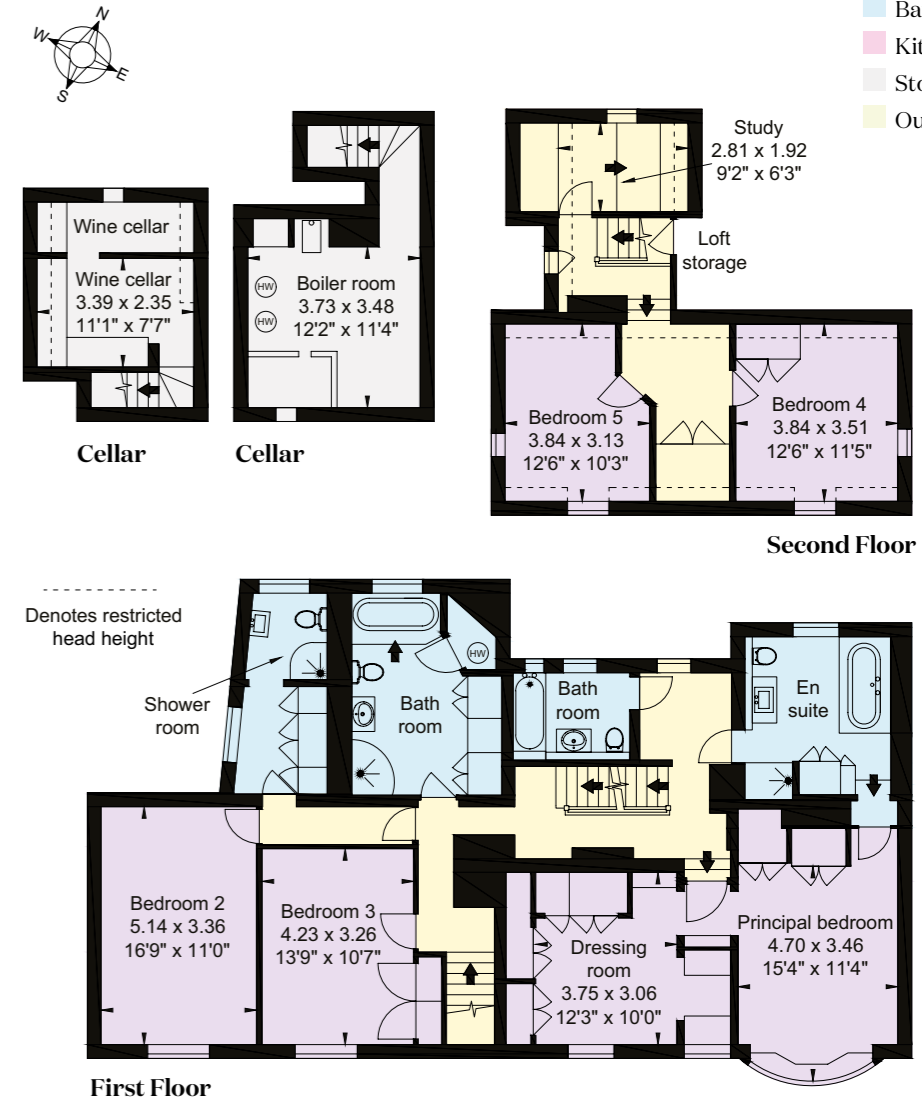 N
W
E
S
Ba
Kit
Sto
Ou
Wine cellar
Wine cellar
3.39 x 2.35
11'1" x 7'7"
Cellar
HW
HW
Boiler room
3.73 x 3.48
12'2" x 11'4"
Cellar
Study
2.81 x 1.92
9'2" x 6'3"
Loft
storage
Bedroom 5
3.84 x 3.13
12'6" x 10'3"
Bedroom 4
3.84 x 3.51
12'6" x 11'5"
Second Floor
Denotes restricted
head height
Shower
room
HW
Bath
room
Bath
room
En
suite
Bedroom 2
5.14 x 3.36
16'9" x 11'0"
Bedroom 3
4.23 x 3.26
13'9" x 10'7"
Dressing
room
3.75 x 3.06
12'3" x 10'0"
Principal bedroom
4.70 x 3.46
15'4" x 11'4"
First Floor